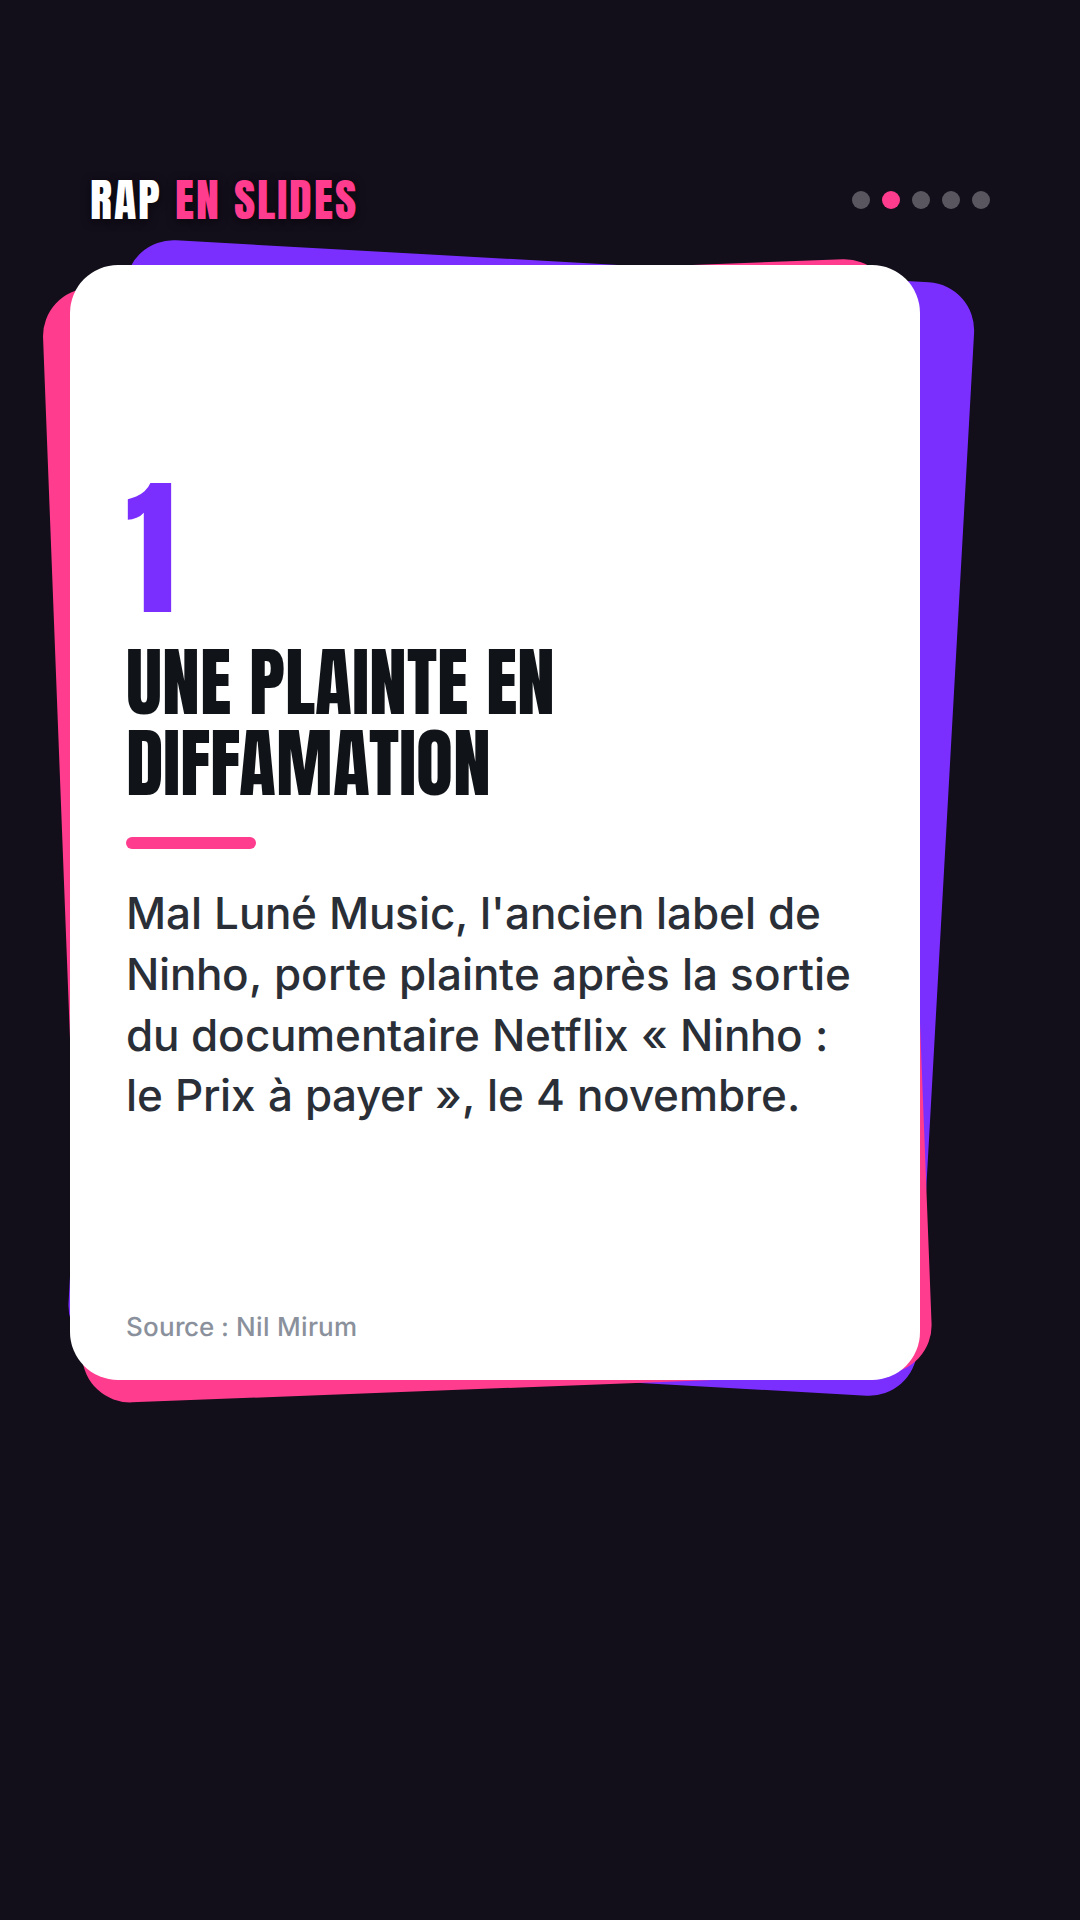 RAP EN SLIDES
1
UNE PLAINTE EN
DIFFAMATION
Mal Luné Music, l'ancien label de
Ninho, porte plainte après la sortie
du documentaire Netflix « Ninho :
le Prix à payer », le 4 novembre.
Source : Nil Mirum